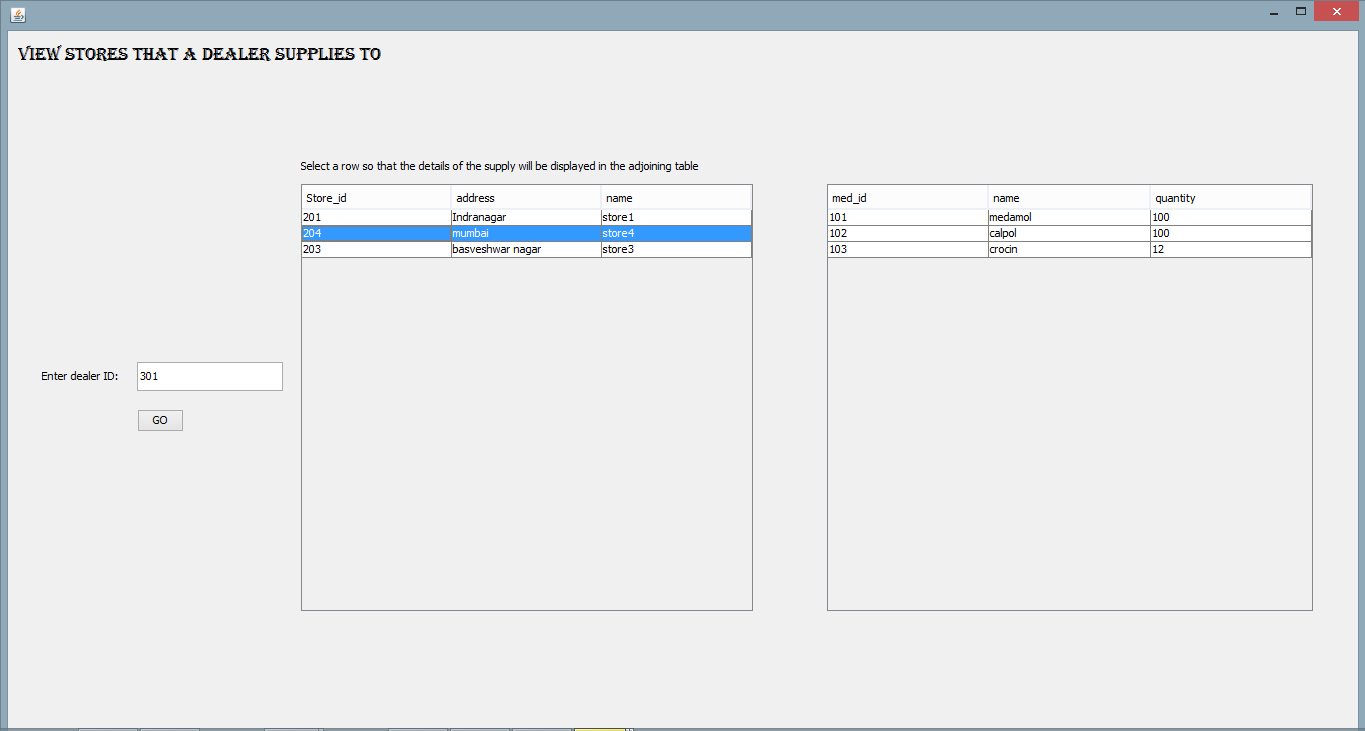 VIEW STORES THAT A DEALER SUPPLIES TO
Select a row so that the details of the supply will be displayed in the adjoining table
Store_id address name
201 Indranagar store1
204 mumbai store4
203 basveshwar nagar store3
med_id name quantity
101 medamol 100
102 calpol 100
103 crocin 12
Enter dealer ID: 301
GO